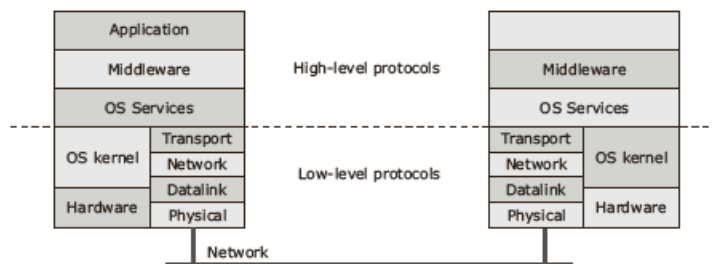 Application
Middleware
High-level protocols
Middleware
OS Services
OS Services
OS kernel
Transport
Network
Datalink
Physical
Hardware
Low-level protocols
Transport
Network
Datalink
Physical
OS kernel
Hardware
Network